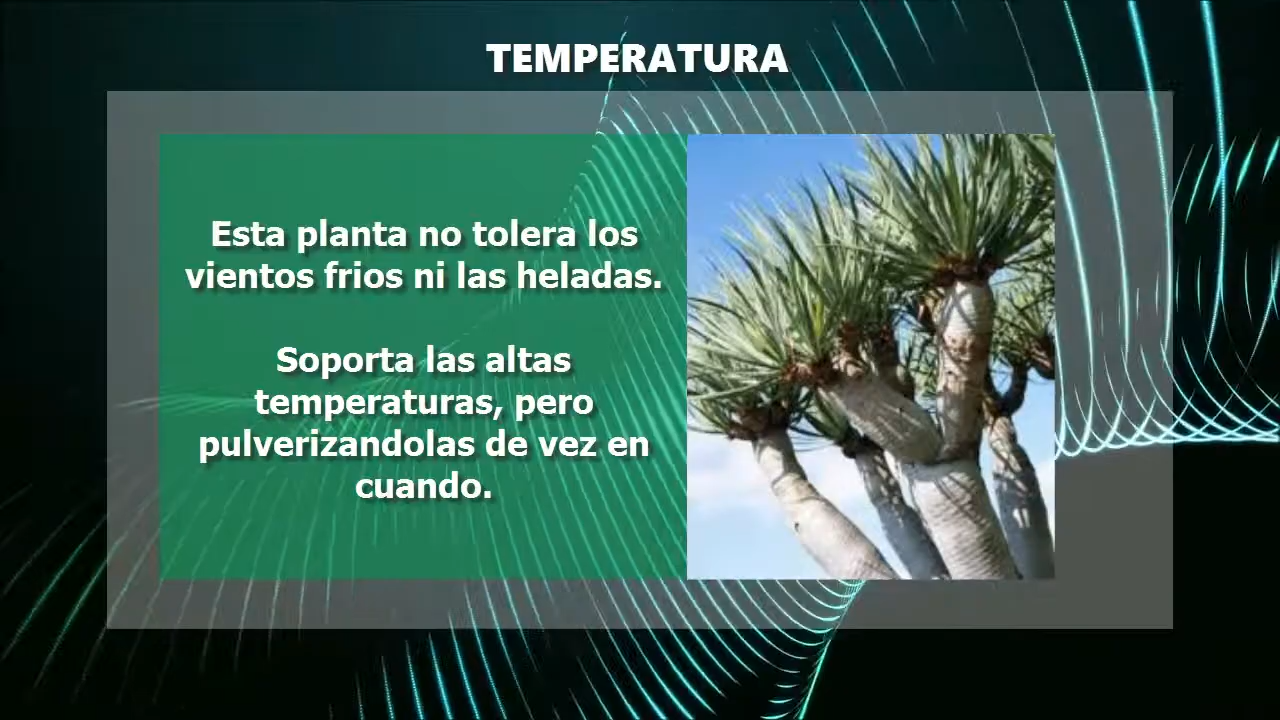 TEMPERATURA
Esta planta no tolera los
vientos frios ni las heladas.
Soporta las altas
temperaturas, pero
pulverizandolas de vez en
cuando.